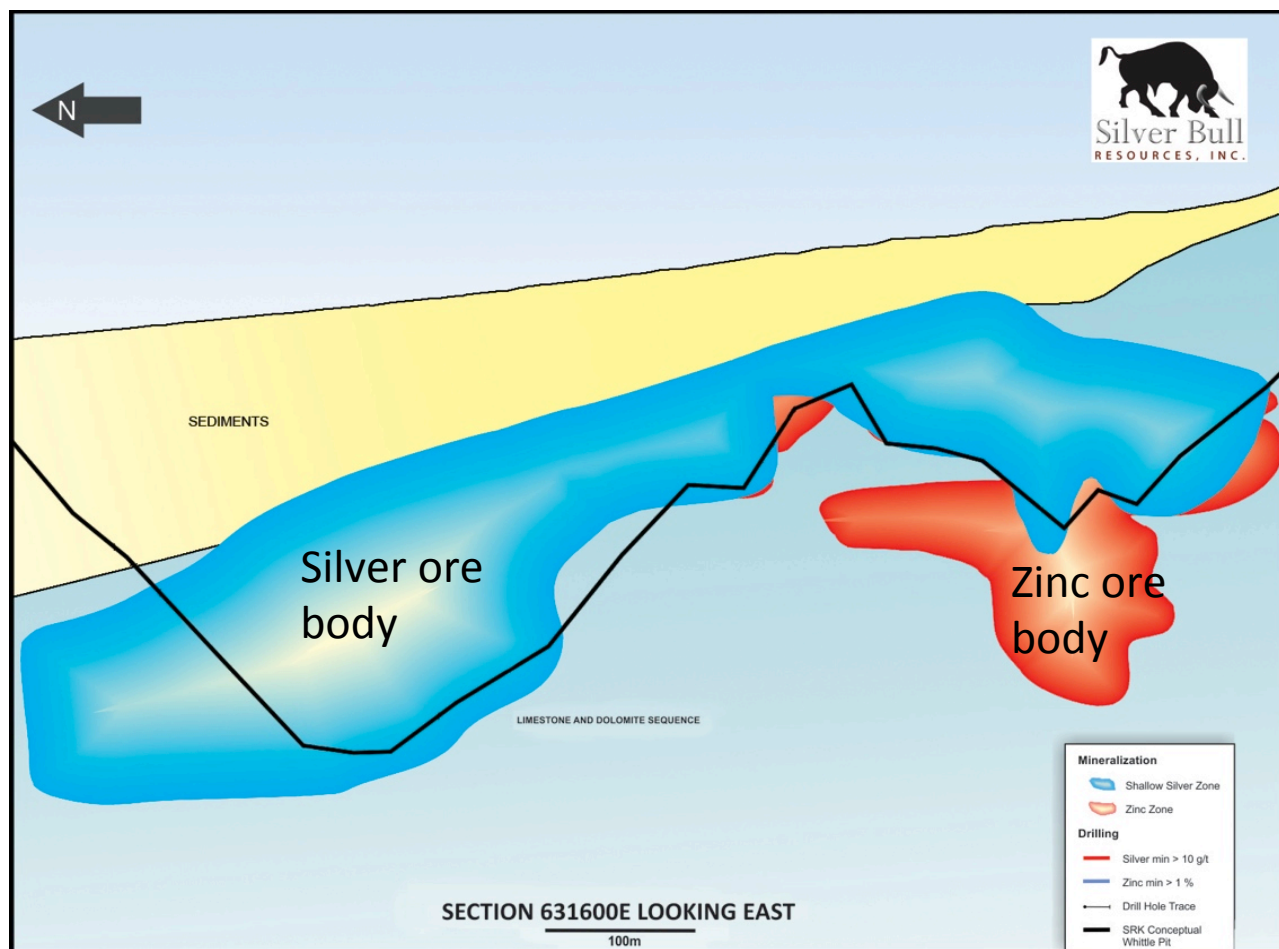 N
Silver Bull
RESOURCES, INC.
SEDIMENTS
Silver ore
body
Zinc ore
body
LIMESTONE AND DOLOMITE SEQUENCE
Mineralization
Shallow Silver Zone
Zinc Zone
Drilling
Silver min > 10 g/t
Zinc min > 1 %
Drill Hole Trace
SRK Conceptual
Whittle Pit
SECTION 631600E LOOKING EAST
100m